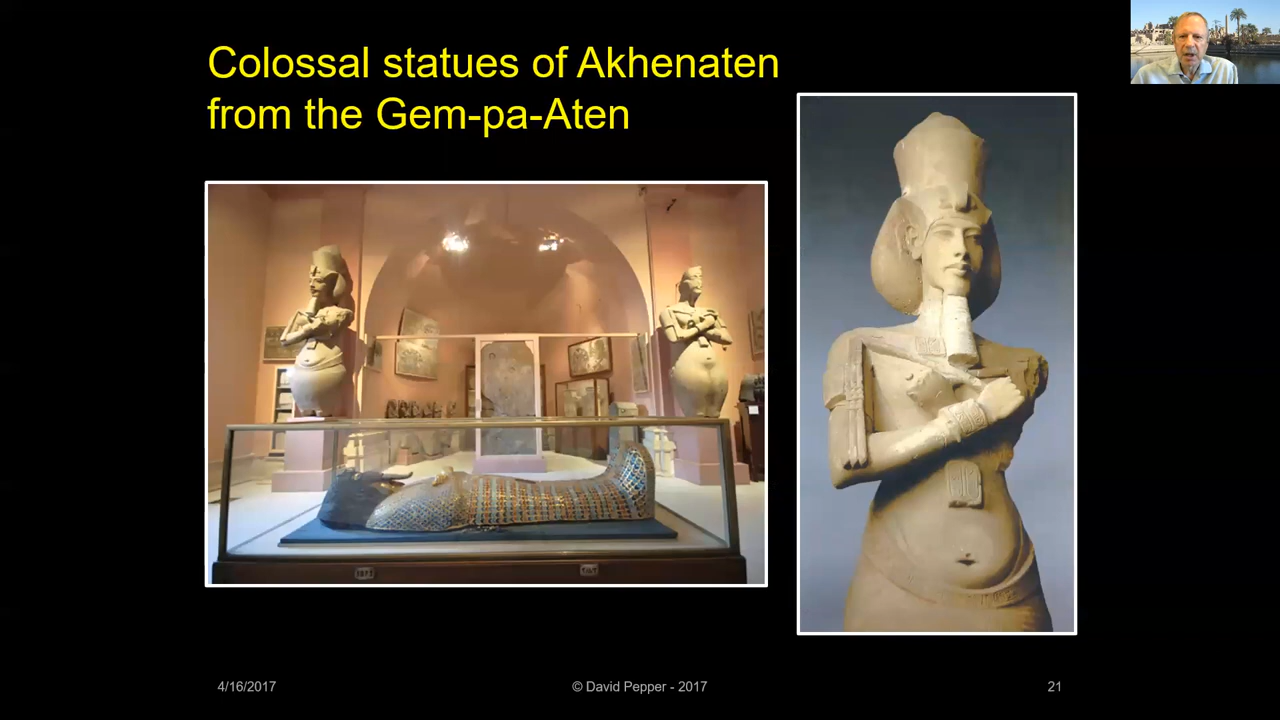 Colossal statues of Akhenaten
from the Gem-pa-Aten
4/16/2017
© David Pepper - 2017
21